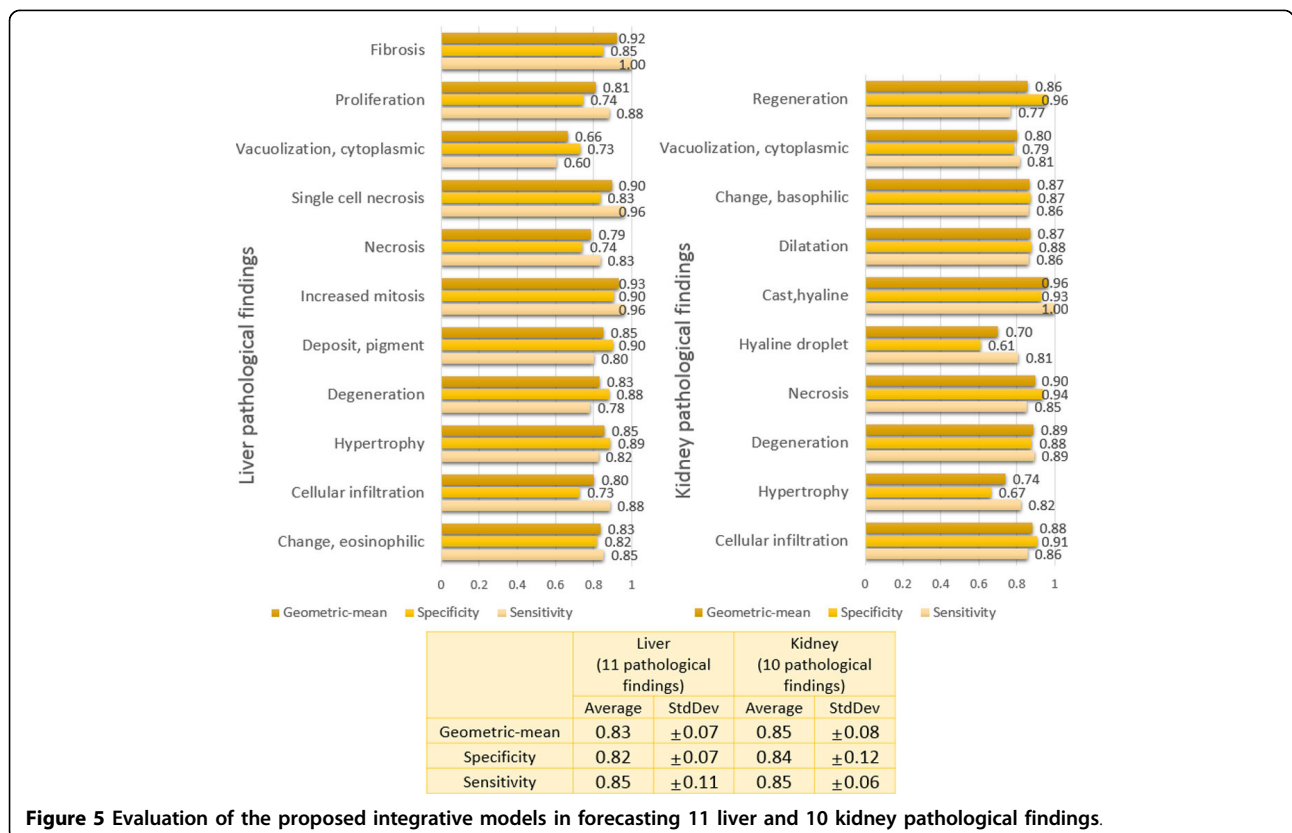 Liver pathological findings
Fibrosis
0.92
0.85
1.00
Proliferation
0.81
0.74
0.88
Vacuolization, cytoplasmic
0.66
0.73
0.60
Single cell necrosis
0.90
0.83
0.96
Necrosis
0.79
0.74
0.83
Increased mitosis
0.93
0.90
0.96
Deposit, pigment
0.85
0.90
0.80
Degeneration
0.83
0.88
0.78
Hypertrophy
0.85
0.89
0.82
Cellular infiltration
0.80
0.73
0.88
Change, eosinophilic
0.83
0.82
0.85
0 0.2 0.4 0.6 0.8 1
Geometric-mean Specificity Sensitivity
Kidney pathological findings
Regeneration
0.86
0.96
0.77
Vacuolization, cytoplasmic
0.80
0.79
0.81
Change, basophilic
0.87
0.87
0.86
Dilatation
0.87
0.88
0.86
Cast,hyaline
0.96
0.93
1.00
Hyaline droplet
0.70
0.61
0.81
Necrosis
0.90
0.94
0.85
Degeneration
0.89
0.88
0.89
Hypertrophy
0.74
0.67
0.82
Cellular infiltration
0.88
0.91
0.86
0 0.2 0.4 0.6 0.8 1
Geometric-mean Specificity Sensitivity
Liver
(11 pathological
findings)
Kidney
(10 pathological
findings)
Average StdDev Average StdDev
Geometric-mean 0.83 ±0.07 0.85 ±0.08
Specificity 0.82 ±0.07 0.84 ±0.12
Sensitivity 0.85 ±0.11 0.85 ±0.06
Figure 5 Evaluation of the proposed integrative models in forecasting 11 liver and 10 kidney pathological findings.